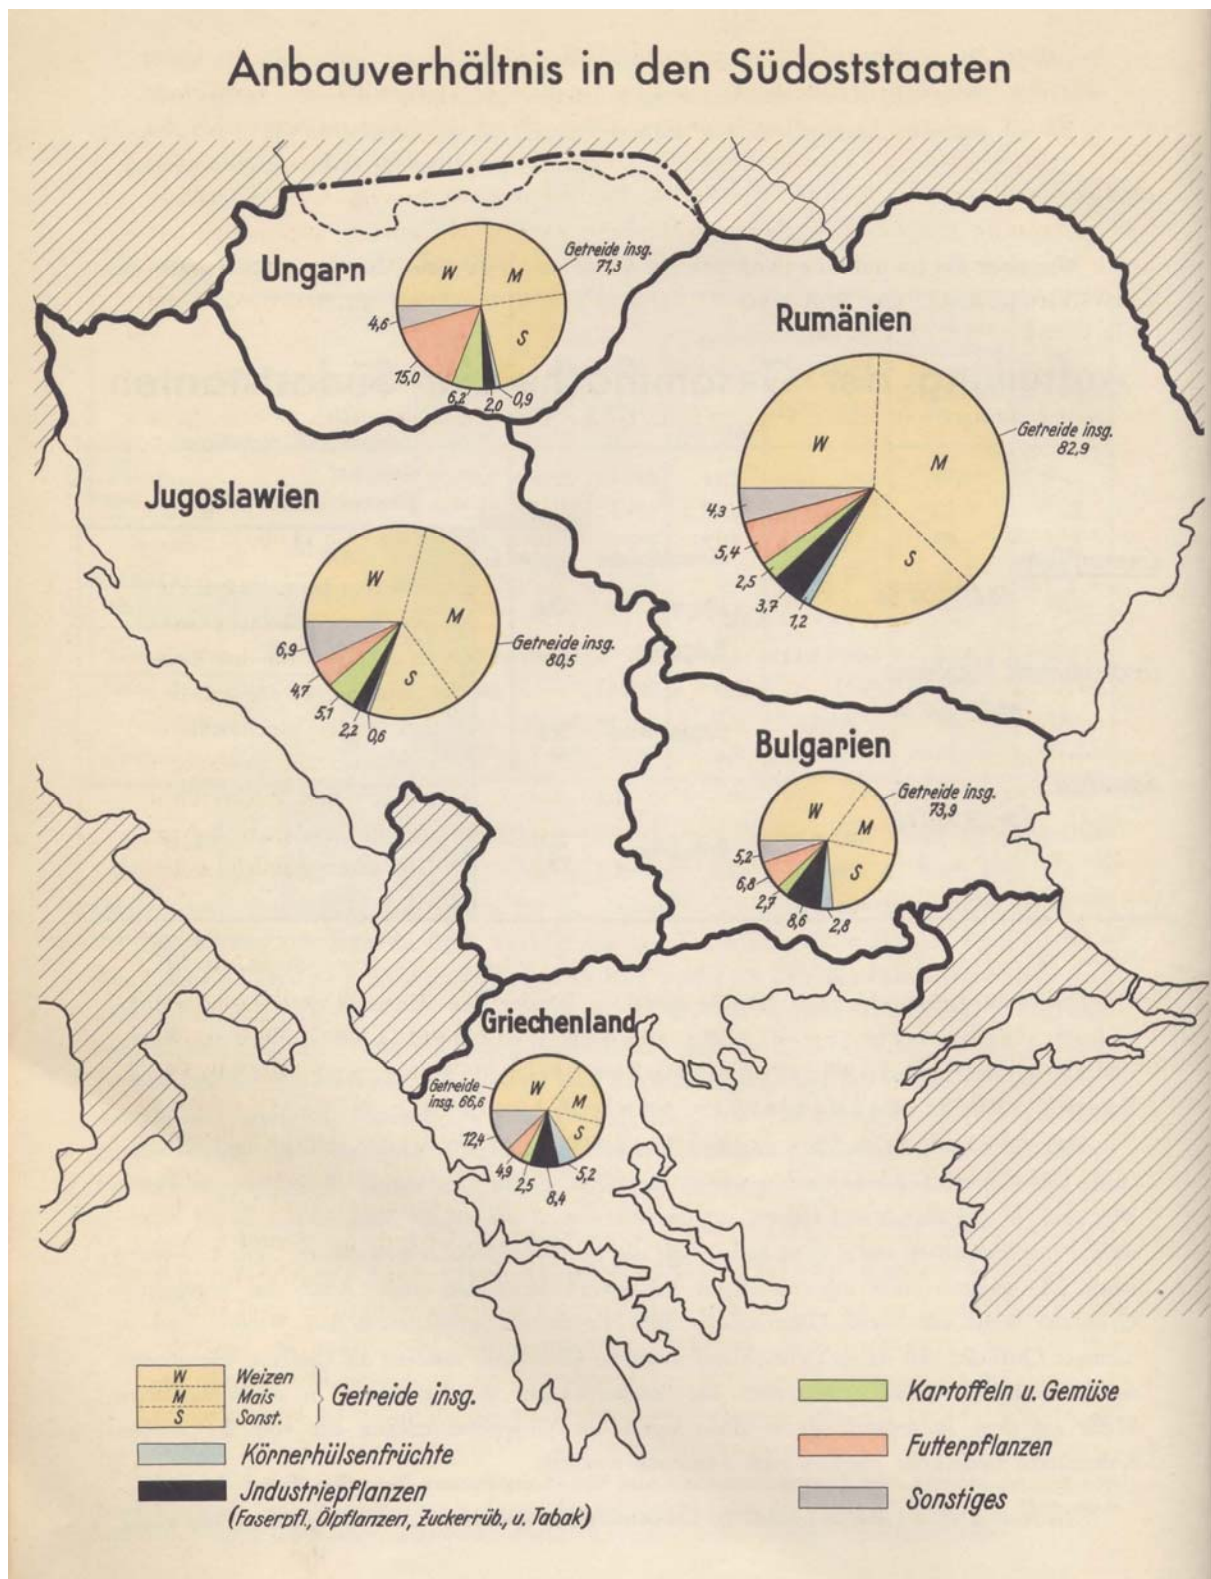 Anbauverhältnis in den Südoststaaten
Ungarn
W
M
S
Getreide insg.
71,3
4,6
15,0
6,2
2,0
0,9
Rumänien
W
M
S
Getreide insg.
82,9
4,3
5,4
2,5
3,7
1,2
Jugoslawien
W
M
S
Getreide insg.
80,5
6,9
4,7
5,1
2,2
0,6
Bulgarien
W
M
S
Getreide insg.
73,9
5,2
6,8
2,7
8,6
2,8
Griechenland
W
M
S
Getreide
insg. 66,6
12,4
4,9
2,5
8,4
5,2
W Weizen
M Mais
S Sonst.
Getreide insg.
Körnerhülsenfrüchte
Jndustriepflanzen
(Faserpfl., Ölpflanzen, Zuckerrüb., u. Tabak)
Kartoffeln u. Gemüse
Futterpflanzen
Sonstiges